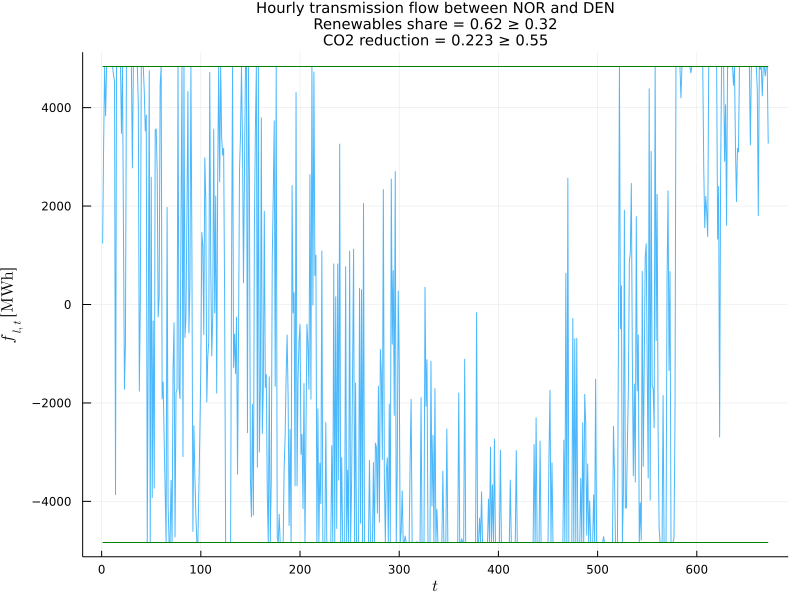 Hourly transmission flow between NOR and DEN
Renewables share = 0.62 ≥ 0.32
CO2 reduction = 0.223 ≥ 0.55
4000
2000
0
−2000
−4000
f l,t [MWh]
0 100 200 300 400 500 600
t